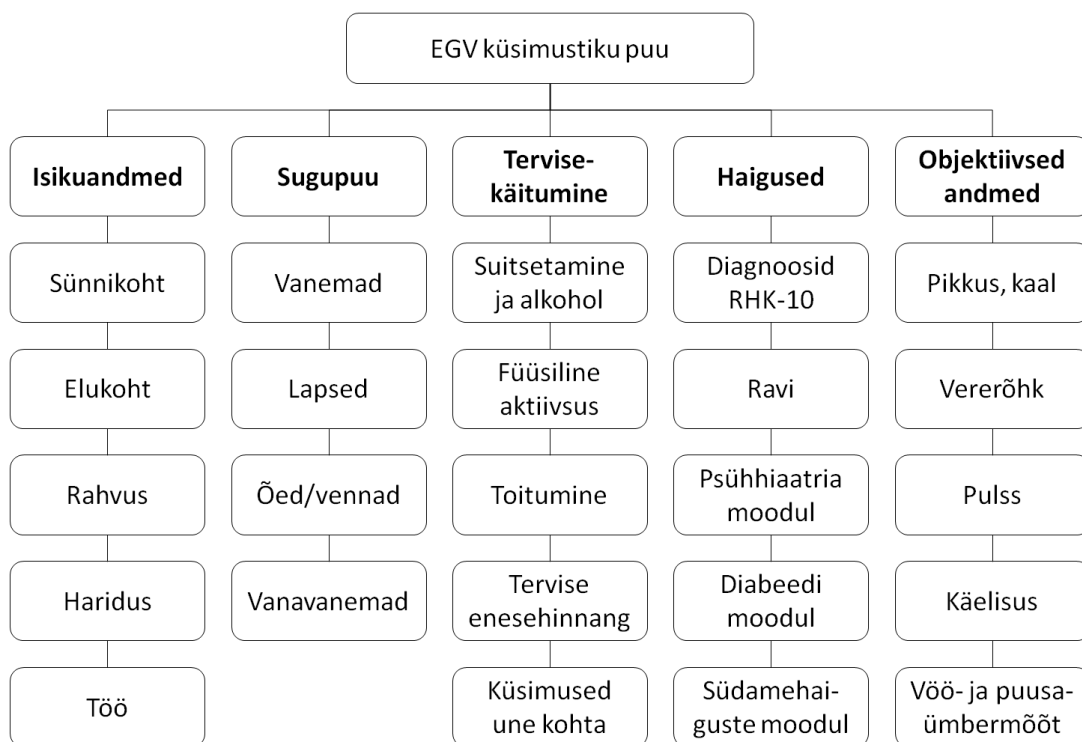 EGV küsimustiku puu
Isikuandmed
Sünnikoht
Elukoht
Rahvus
Haridus
Töö
Sugupuu
Vanemad
Lapsed
Õed/vennad
Vanavanemad
Tervise-
käitumine
Suitsetamine
ja alkohol
Füüsiline
aktiivsus
Toitumine
Tervise
enesehinnang
Küsimused
une kohta
Haigused
Diagnoosid
RHK-10
Ravi
Psühhiaatria
moodul
Diabeedi
moodul
Südamehai-
guste moodul
Objektiivsed
andmed
Pikkus, kaal
Vererõhk
Pulss
Käelisus
Vöö- ja puusa-
ümbermõõt